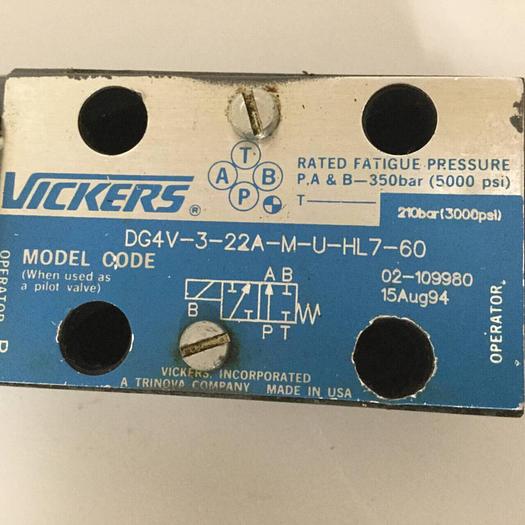 VICKERS®
T
A B
P
RATED FATIGUE PRESSURE
P,A & B—350bar (5000 psi)
T—— 210bar(3000psi)
DG4V-3-22A-M-U-HL7-60
MODEL CODE
(When used as
a pilot valve)
02-109980
15Aug94
A B
B
P T
OPERATOR
OPERATOR
VICKERS, INCORPORATED
A TRINOVA COMPANY MADE IN USA